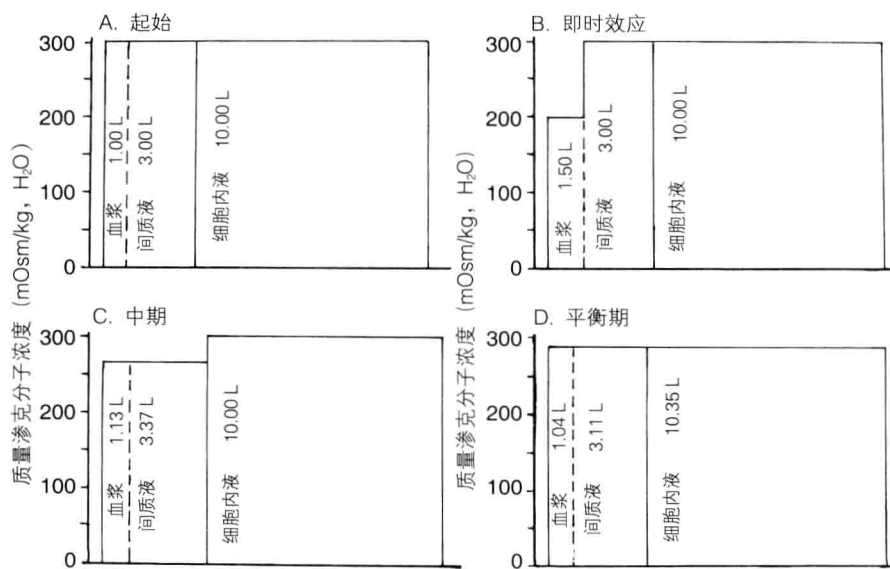 A. 起始
300
200
100
0
血浆 1.00 L
间质液 3.00 L
细胞内液 10.00 L
质量渗克分子浓度 (mOsm/kg, H₂O)
B. 即时效应
300
200
100
0
血浆 1.50 L
间质液 3.00 L
细胞内液 10.00 L
质量渗克分子浓度 (mOsm/kg, H₂O)
C. 中期
300
200
100
0
血浆 1.13 L
间质液 3.37 L
细胞内液 10.00 L
D. 平衡期
300
200
100
0
血浆 1.04 L
间质液 3.11 L
细胞内液 10.35 L